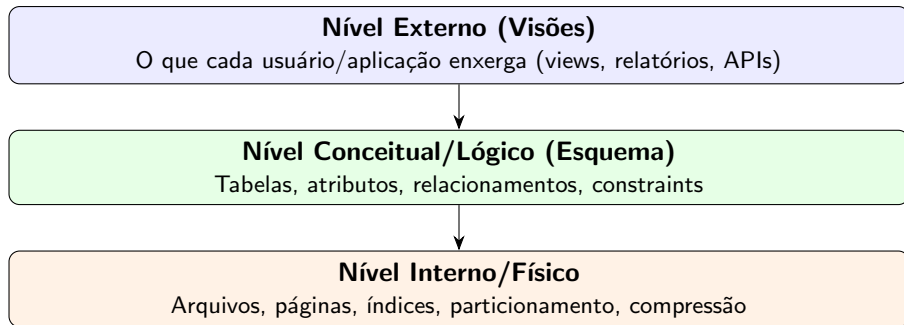 Nível Externo (Visões)
O que cada usuário/aplicação enxerga (views, relatórios, APIs)
Nível Conceitual/Lógico (Esquema)
Tabelas, atributos, relacionamentos, constraints
Nível Interno/Físico
Arquivos, páginas, índices, particionamento, compressão